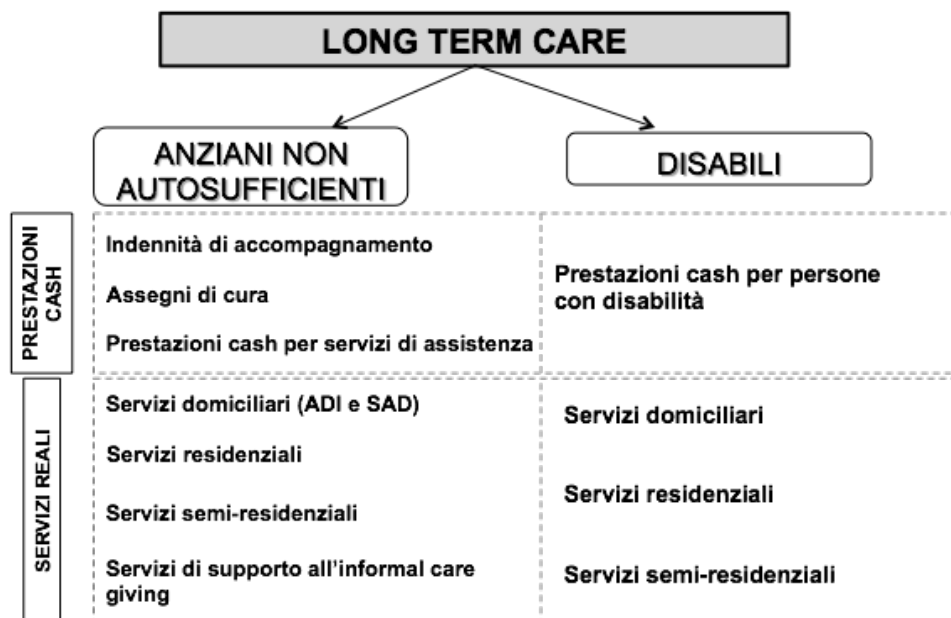 LONG TERM CARE
ANZIANI NON
AUTOSUFFICIENTI
DISABILI
PRESTAZIONI
CASH
Indennità di accompagnamento
Assegni di cura
Prestazioni cash per servizi di assistenza
Prestazioni cash per persone
con disabilità
SERVIZI REALI
Servizi domiciliari (ADI e SAD)
Servizi residenziali
Servizi semi-residenziali
Servizi di supporto all'informal care
giving
Servizi domiciliari
Servizi residenziali
Servizi semi-residenziali